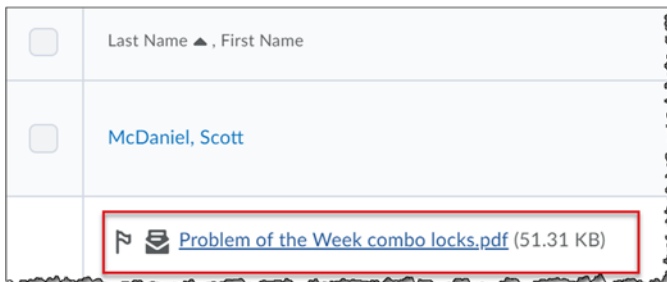 Last Name ▲ , First Name
McDaniel, Scott
Problem of the Week combo locks.pdf (51.31 KB)